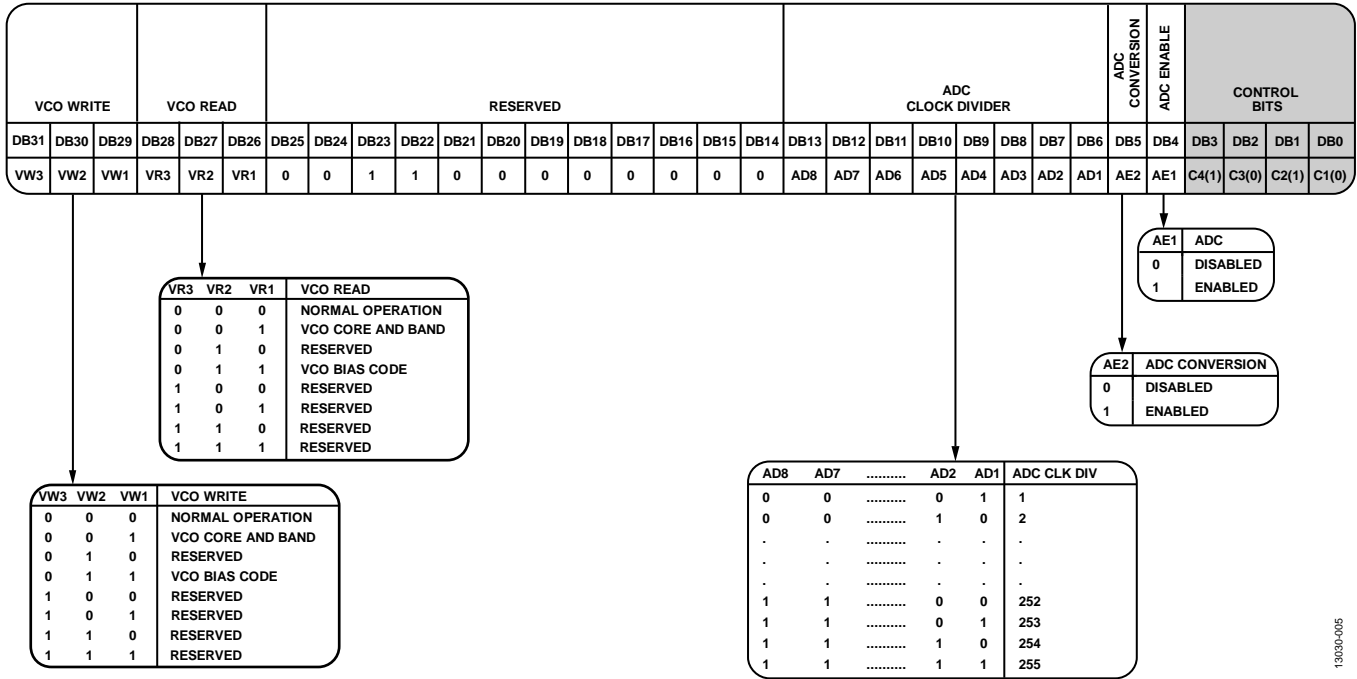 VCO WRITE VCO READ RESERVED ADC CLOCK DIVIDER ADC CONVERSION ADC ENABLE CONTROL BITS
DB31 DB30 DB29 DB28 DB27 DB26 DB25 DB24 DB23 DB22 DB21 DB20 DB19 DB18 DB17 DB16 DB15 DB14 DB13 DB12 DB11 DB10 DB9 DB8 DB7 DB6 DB5 DB4 DB3 DB2 DB1 DB0
VW3 VW2 VW1 VR3 VR2 VR1 0 0 1 1 0 0 0 0 0 0 0 0 AD8 AD7 AD6 AD5 AD4 AD3 AD2 AD1 AE2 AE1 C4(1) C3(0) C2(1) C1(0)
AE1 ADC
0 DISABLED
1 ENABLED
VR3 VR2 VR1 VCO READ
0 0 0 NORMAL OPERATION
0 0 1 VCO CORE AND BAND
0 1 0 RESERVED
0 1 1 VCO BIAS CODE
1 0 0 RESERVED
1 0 1 RESERVED
1 1 0 RESERVED
1 1 1 RESERVED
AE2 ADC CONVERSION
0 DISABLED
1 ENABLED
VW3 VW2 VW1 VCO WRITE
0 0 0 NORMAL OPERATION
0 0 1 VCO CORE AND BAND
0 1 0 RESERVED
0 1 1 VCO BIAS CODE
1 0 0 RESERVED
1 0 1 RESERVED
1 1 0 RESERVED
1 1 1 RESERVED
AD8 AD7 .......... AD2 AD1 ADC CLK DIV
0 0 .......... 0 1 1
0 0 .......... 1 0 2
. . .......... . . .
. . .......... . . .
. . .......... . . .
1 1 .......... 0 0 252
1 1 .......... 0 1 253
1 1 .......... 1 0 254
1 1 .......... 1 1 255
13030-005